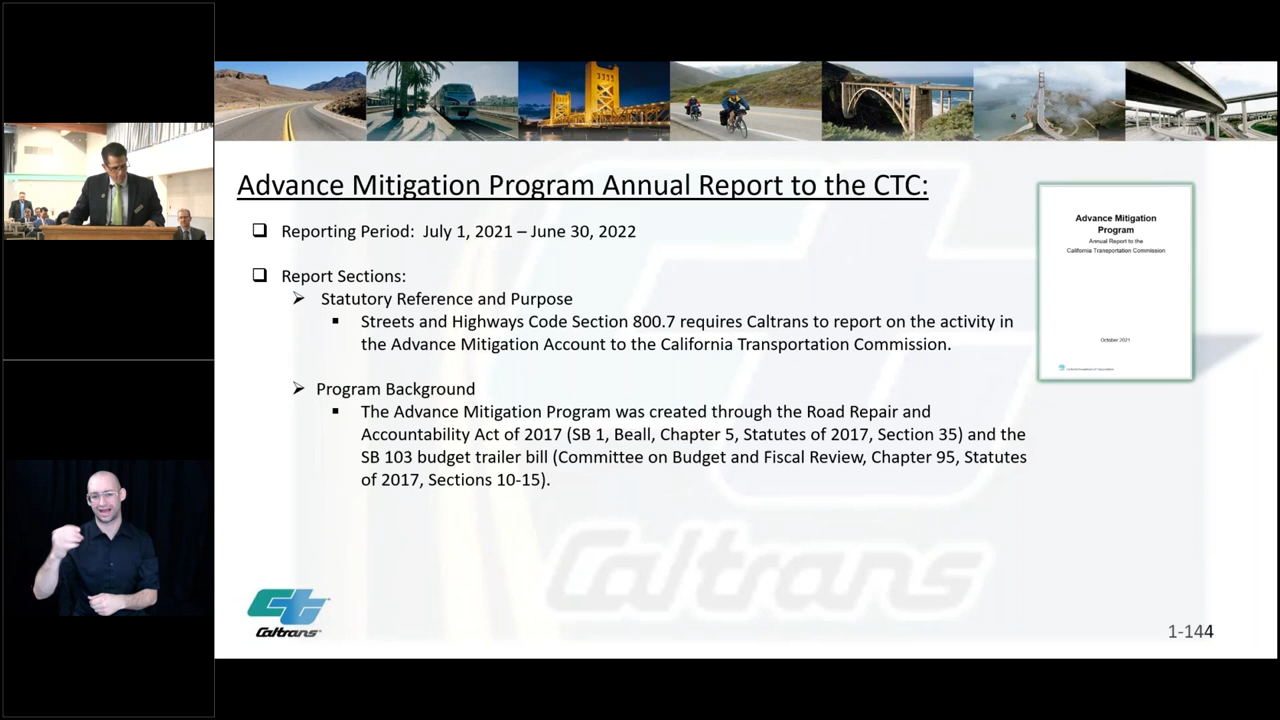 Advance Mitigation Program Annual Report to the CTC:
❑ Reporting Period: July 1, 2021 – June 30, 2022
❑ Report Sections:
➢ Statutory Reference and Purpose
▪ Streets and Highways Code Section 800.7 requires Caltrans to report on the activity in
the Advance Mitigation Account to the California Transportation Commission.
➢ Program Background
▪ The Advance Mitigation Program was created through the Road Repair and
Accountability Act of 2017 (SB 1, Beall, Chapter 5, Statutes of 2017, Section 35) and the
SB 103 budget trailer bill (Committee on Budget and Fiscal Review, Chapter 95, Statutes
of 2017, Sections 10-15).
Advance Mitigation
Program
Annual Report to the
California Transportation Commission
October 2021
Caltrans
Caltrans
1-144